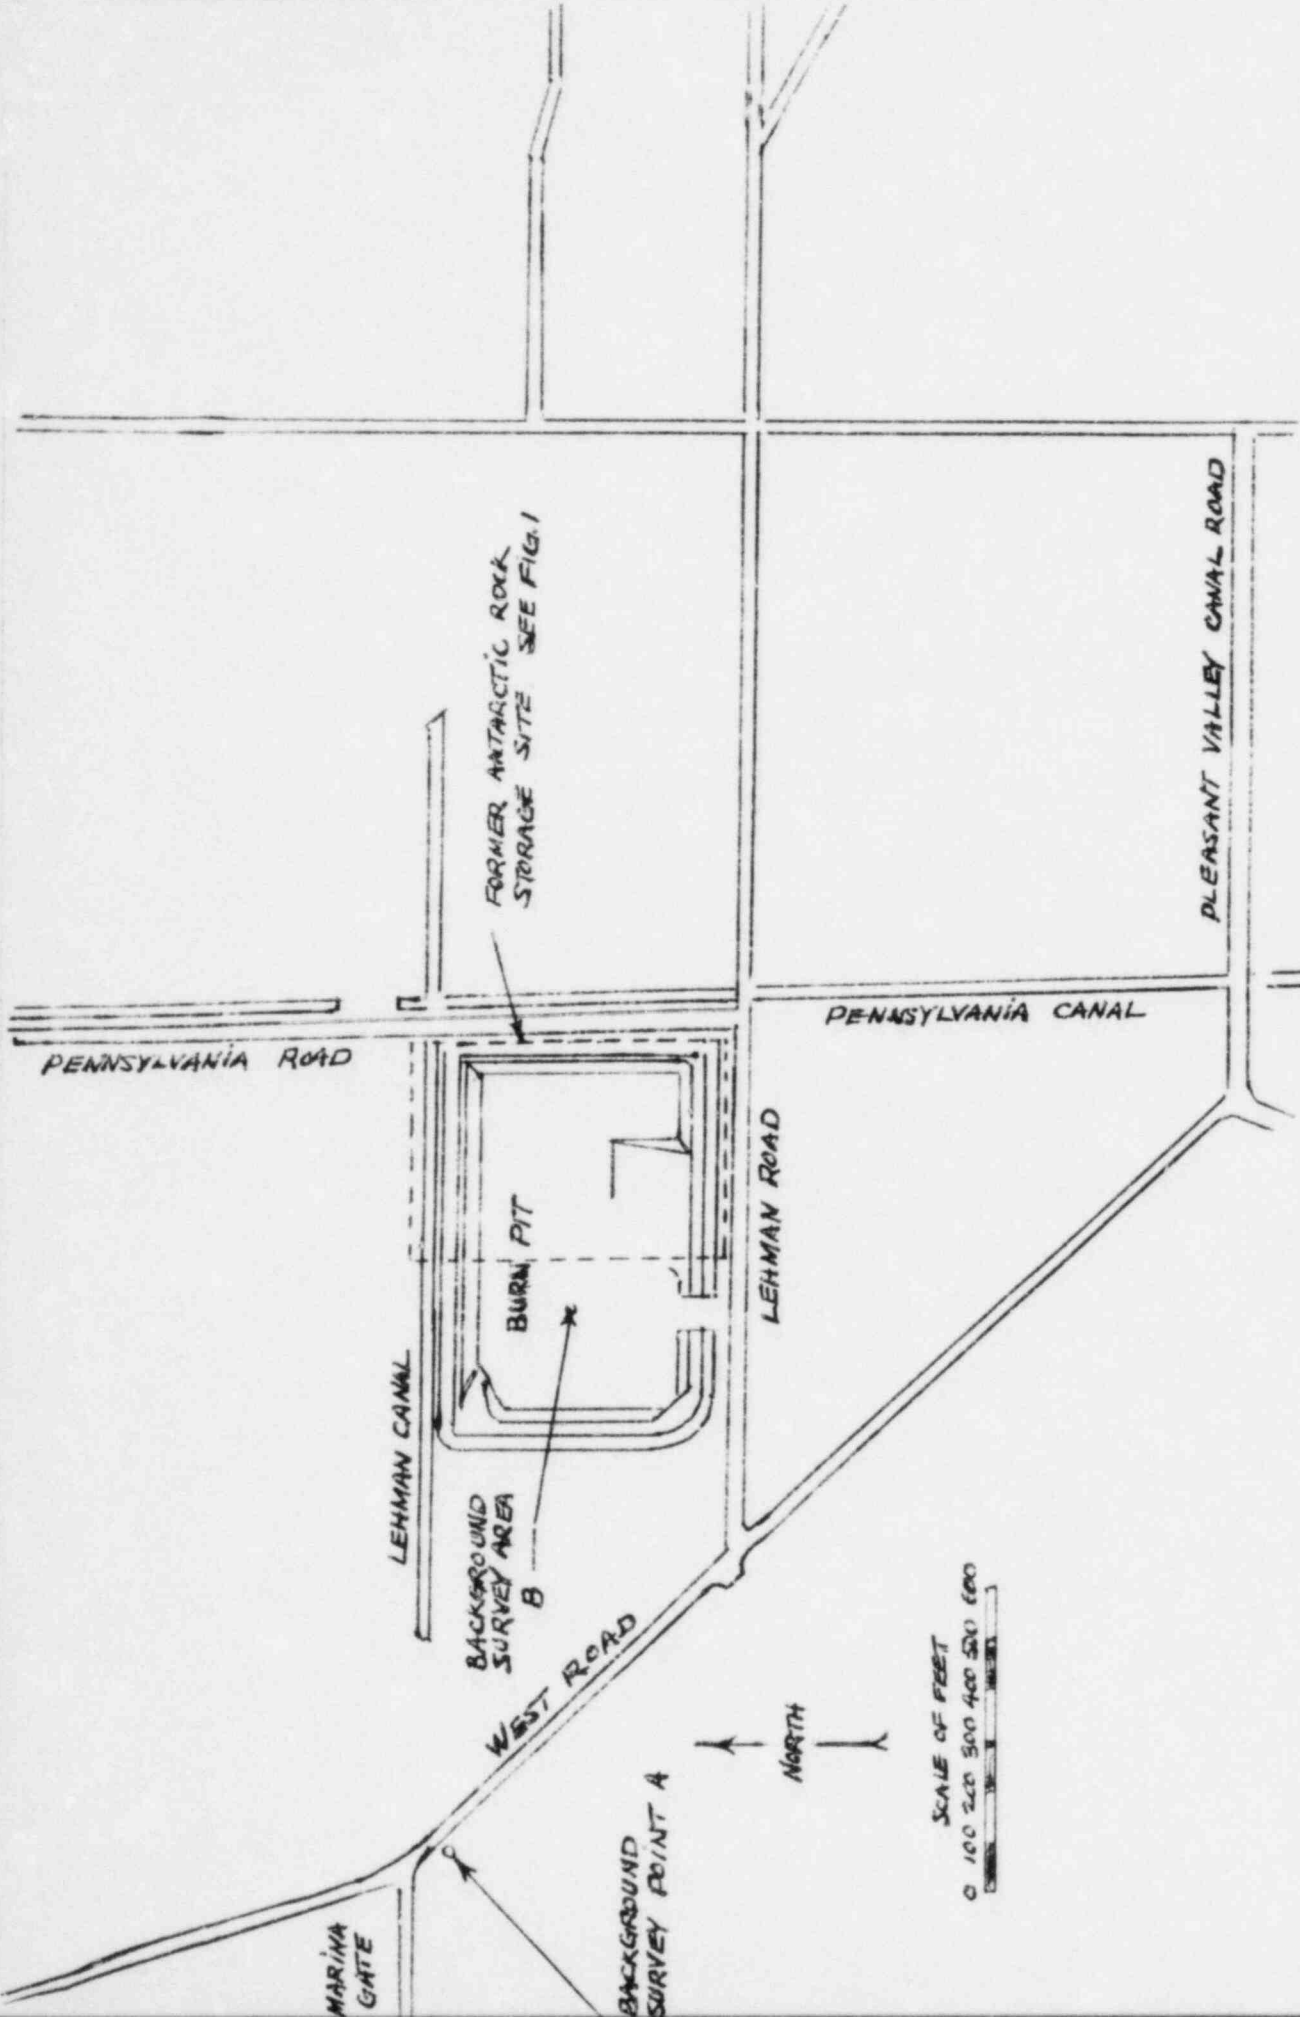 FORMER ANTARCTIC ROCK
STORAGE SITE SEE FIG.1
PLEASANT VALLEY CANAL ROAD
PENNSYLVANIA ROAD
PENNSYLVANIA CANAL
LEHMAN CANAL
BURN PIT
LEHMAN ROAD
BACKGROUND
SURVEY AREA
B
WEST ROAD
MARINA
GATE
BACKGROUND
SURVEY POINT A
NORTH
SCALE OF FEET
0 100 200 300 400 500 600